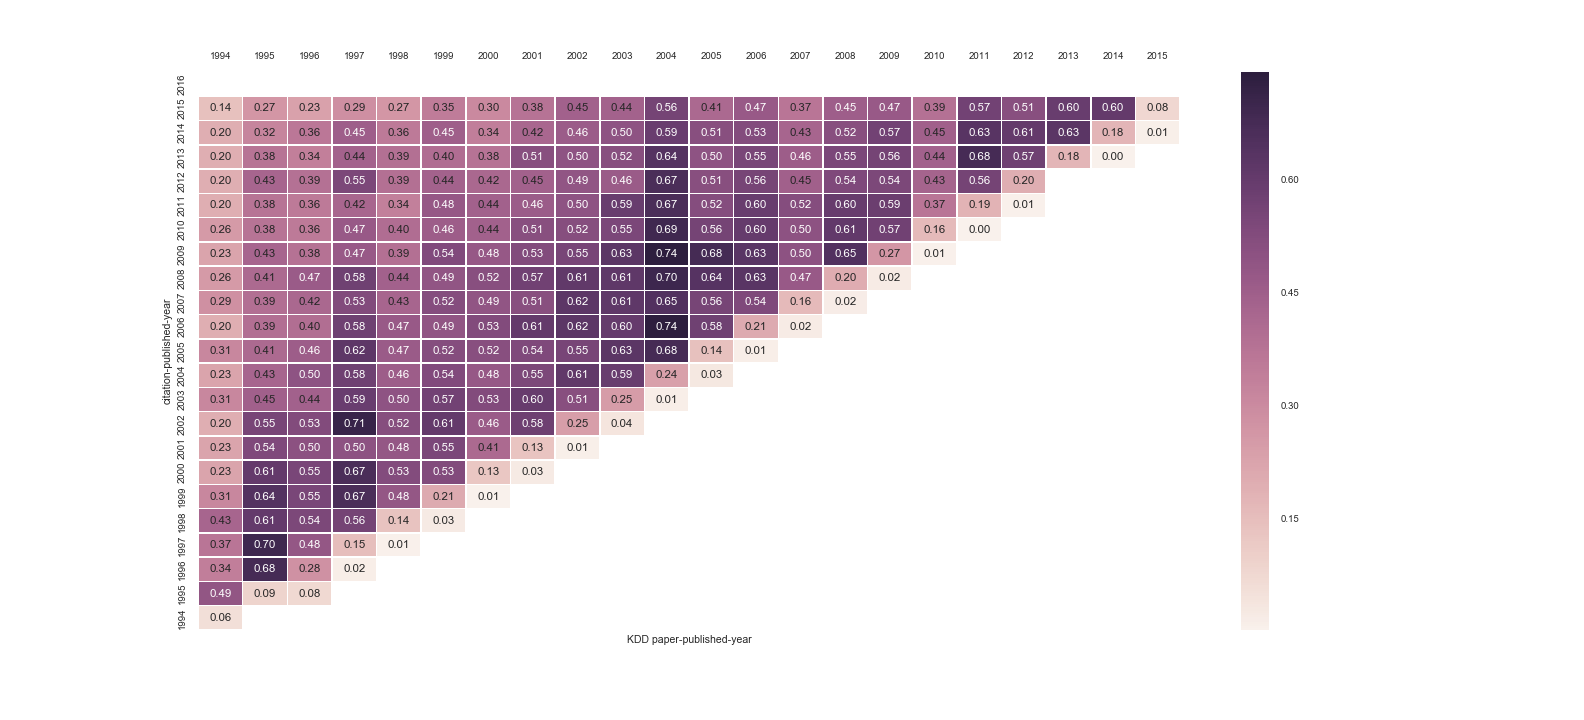 1994 1995 1996 1997 1998 1999 2000 2001 2002 2003 2004 2005 2006 2007 2008 2009 2010 2011 2012 2013 2014 2015
2016
2015 0.14 0.27 0.23 0.29 0.27 0.35 0.30 0.38 0.45 0.44 0.56 0.41 0.47 0.37 0.45 0.47 0.39 0.57 0.51 0.60 0.60 0.08
2014 0.20 0.32 0.36 0.45 0.36 0.45 0.34 0.42 0.46 0.50 0.59 0.51 0.53 0.43 0.52 0.57 0.45 0.63 0.61 0.63 0.18 0.01
2013 0.20 0.38 0.34 0.44 0.39 0.40 0.38 0.51 0.50 0.52 0.64 0.50 0.55 0.46 0.55 0.56 0.44 0.68 0.57 0.18 0.00
2012 0.20 0.43 0.39 0.55 0.39 0.44 0.42 0.45 0.49 0.46 0.67 0.51 0.56 0.45 0.54 0.54 0.43 0.56 0.20
2011 0.20 0.38 0.36 0.42 0.34 0.48 0.44 0.46 0.50 0.59 0.67 0.52 0.60 0.52 0.60 0.59 0.37 0.19 0.01
2010 0.26 0.38 0.36 0.47 0.40 0.46 0.44 0.51 0.52 0.55 0.69 0.56 0.60 0.50 0.61 0.57 0.16 0.00
2009 0.23 0.43 0.38 0.47 0.39 0.54 0.48 0.53 0.55 0.63 0.74 0.68 0.63 0.50 0.65 0.27 0.01
2008 0.26 0.41 0.47 0.58 0.44 0.49 0.52 0.57 0.61 0.61 0.70 0.64 0.63 0.47 0.20 0.02
2007 0.29 0.39 0.42 0.53 0.43 0.52 0.49 0.51 0.62 0.61 0.65 0.56 0.54 0.16 0.02
2006 0.20 0.39 0.40 0.58 0.47 0.49 0.53 0.61 0.62 0.60 0.74 0.58 0.21 0.02
2005 0.31 0.41 0.46 0.62 0.47 0.52 0.52 0.54 0.55 0.63 0.68 0.14 0.01
2004 0.23 0.43 0.50 0.58 0.46 0.54 0.48 0.55 0.61 0.59 0.24 0.03
2003 0.31 0.45 0.44 0.59 0.50 0.57 0.53 0.60 0.51 0.25 0.01
2002 0.20 0.55 0.53 0.71 0.52 0.61 0.46 0.58 0.25 0.04
2001 0.23 0.54 0.50 0.50 0.48 0.55 0.41 0.13 0.01
2000 0.23 0.61 0.55 0.67 0.53 0.53 0.13 0.03
1999 0.31 0.64 0.55 0.67 0.48 0.21 0.01
1998 0.43 0.61 0.54 0.56 0.14 0.03
1997 0.37 0.70 0.48 0.15 0.01
1996 0.34 0.68 0.28 0.02
1995 0.49 0.09 0.08
1994 0.06
citation-published-year
KDD paper-published-year
0.60
0.45
0.30
0.15